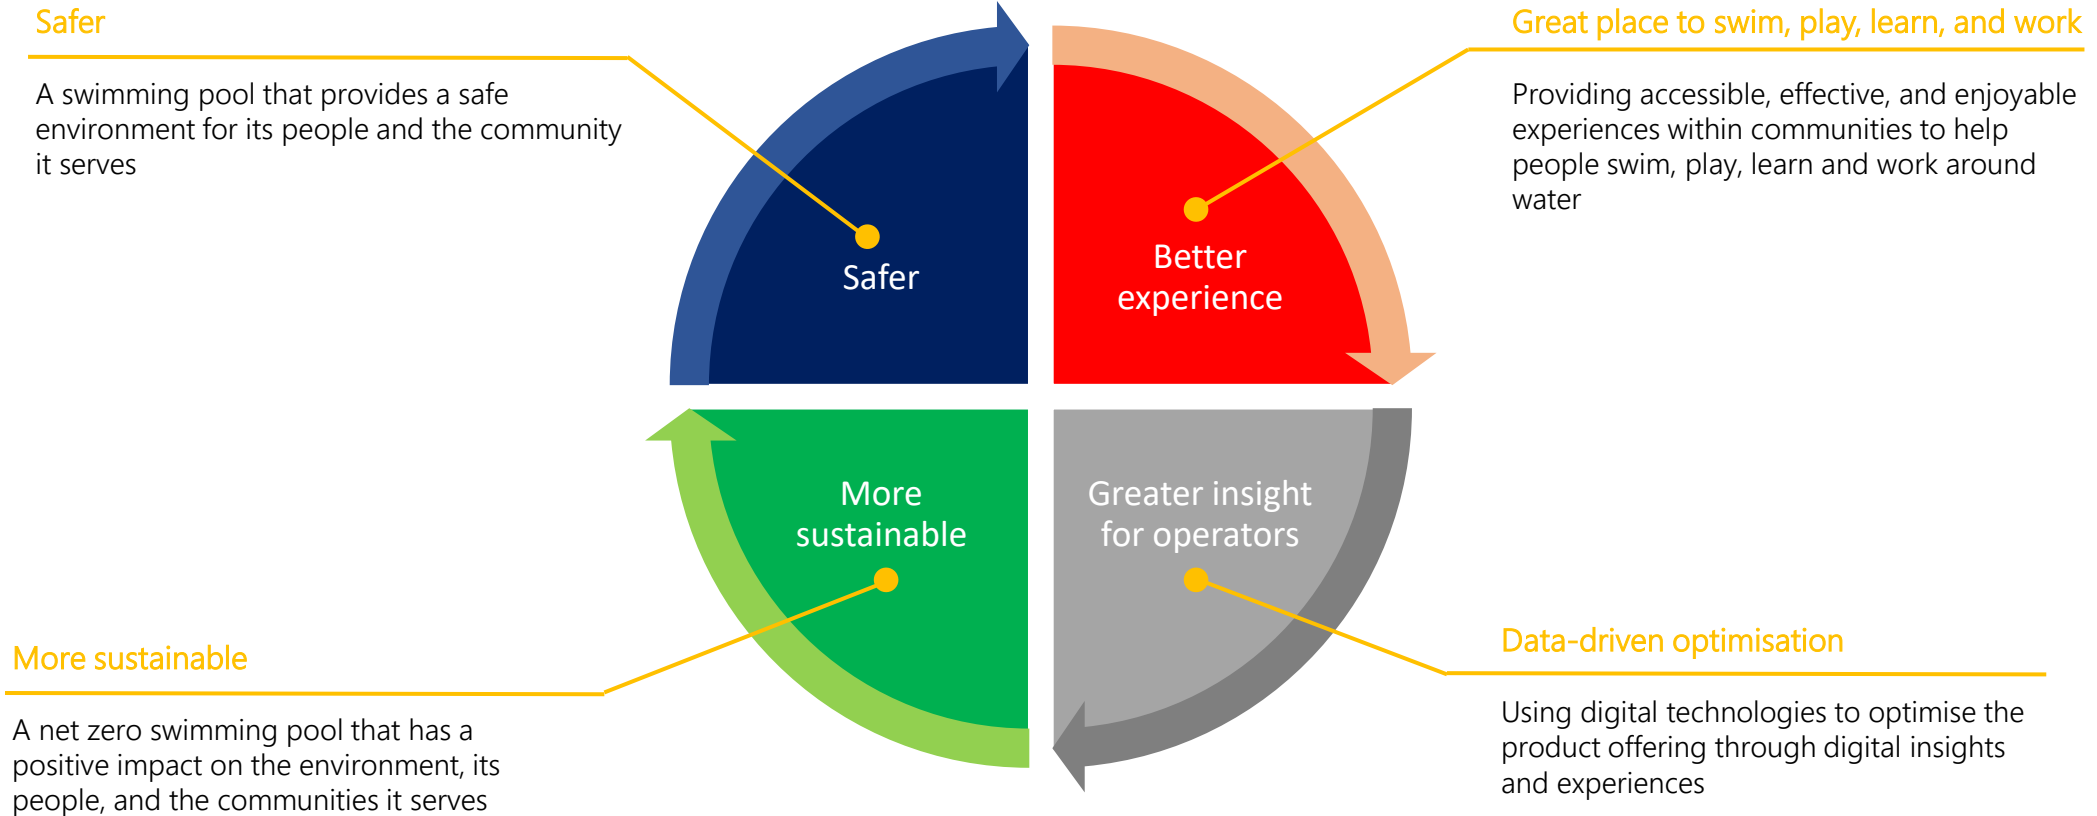 Safer
A swimming pool that provides a safe
environment for its people and the community
it serves
Great place to swim, play, learn, and work
Providing accessible, effective, and enjoyable
experiences within communities to help
people swim, play, learn and work around
water
Safer
Better
experience
More
sustainable
Greater insight
for operators
More sustainable
A net zero swimming pool that has a
positive impact on the environment, its
people, and the communities it serves
Data-driven optimisation
Using digital technologies to optimise the
product offering through digital insights
and experiences